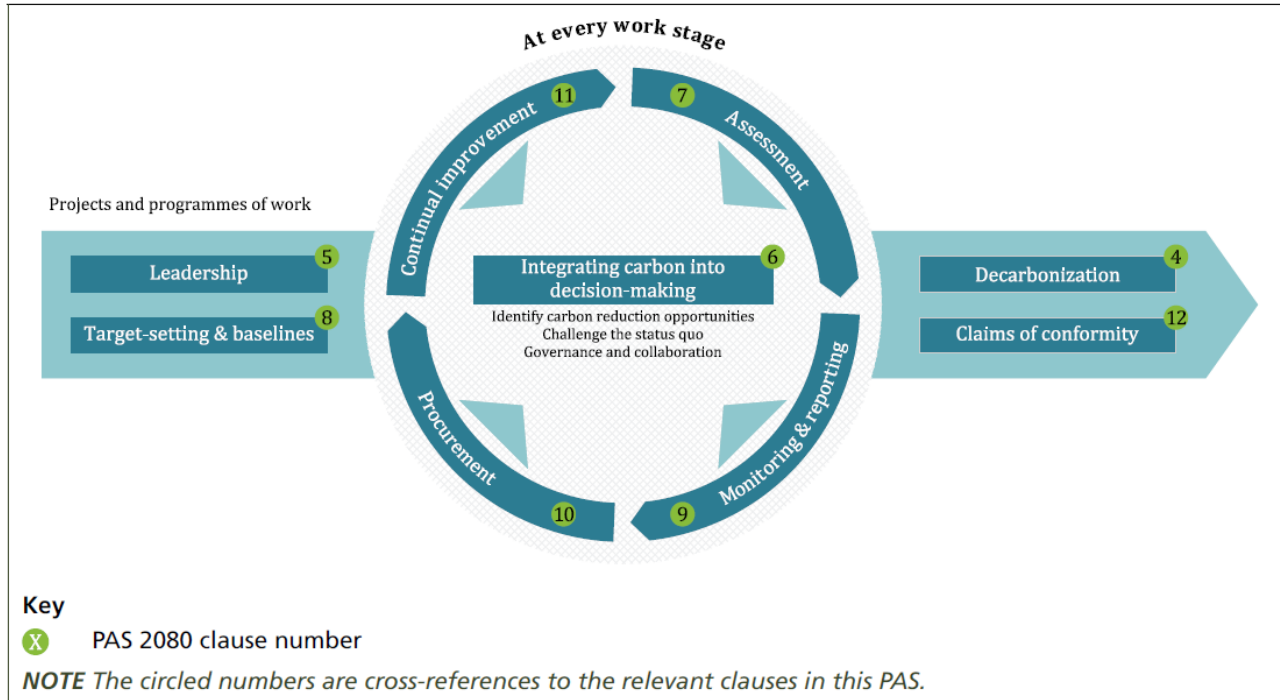 At every work stage
11
7
Continual improvement
Assessment
Projects and programmes of work
5
Leadership
8
Target-setting & baselines
6
Integrating carbon into
decision-making
Identify carbon reduction opportunities
Challenge the status quo
Governance and collaboration
4
Decarbonization
12
Claims of conformity
Procurement
Monitoring & reporting
10
9
Key
X PAS 2080 clause number
NOTE The circled numbers are cross-references to the relevant clauses in this PAS.